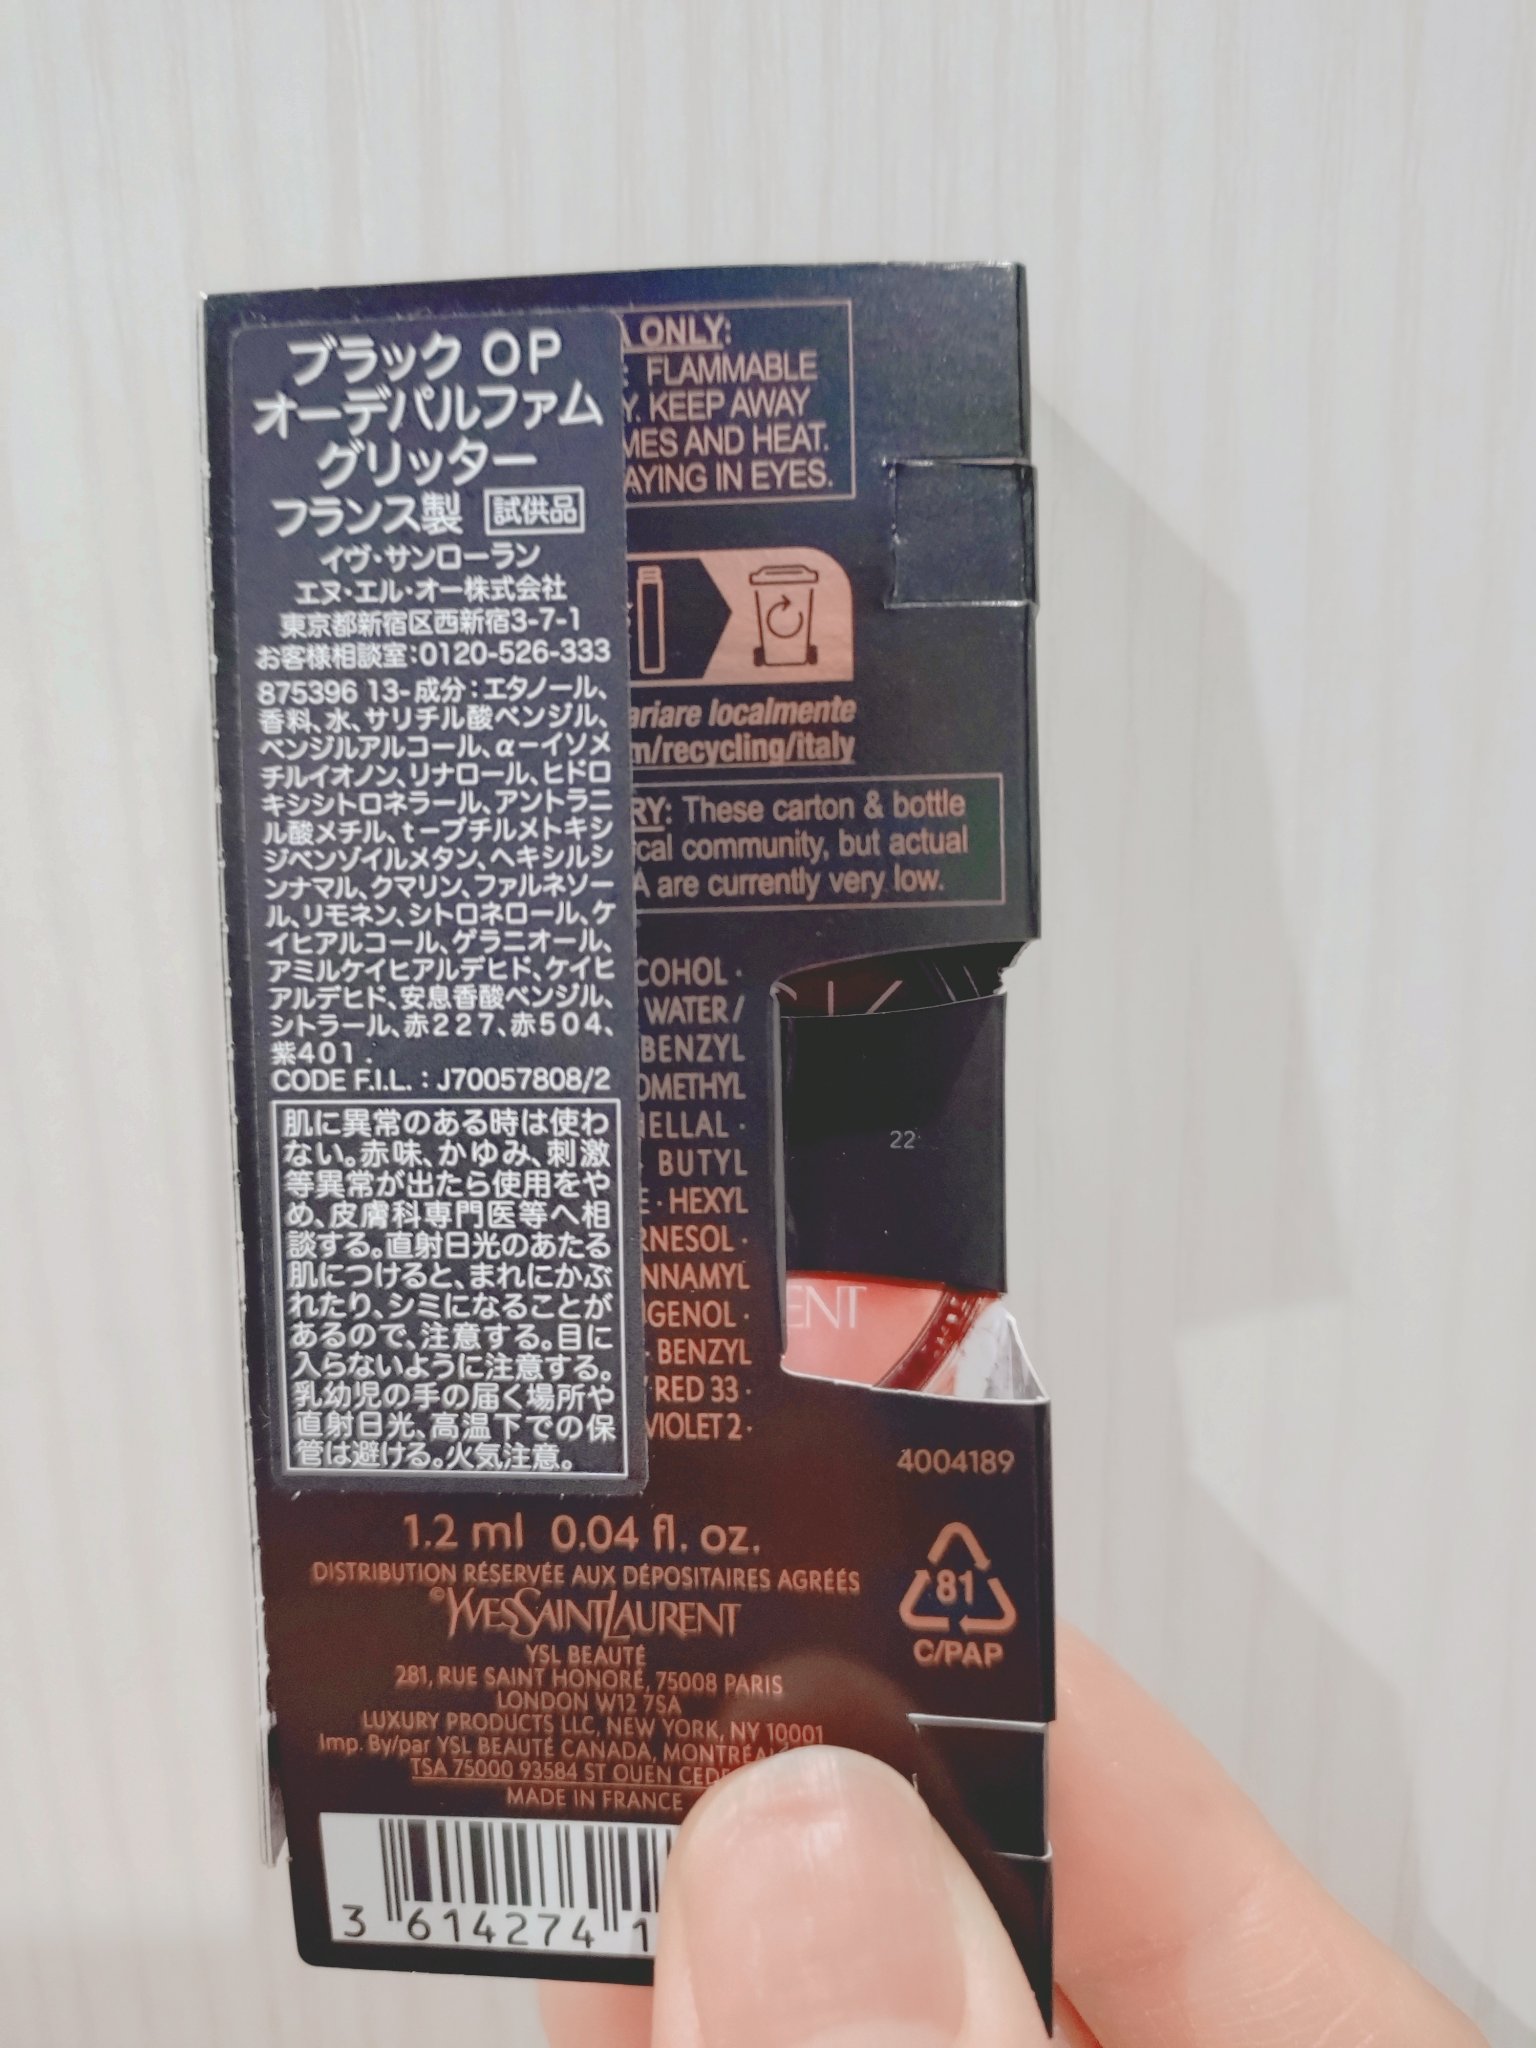 ブラック OP
オーデパルファム
グリッター
フランス製 試供品
イヴ・サンローラン
エヌ・エル・オー株式会社
東京都新宿区西新宿3-7-1
お客様相談室:0120-526-333
875396 13-成分:エタノール、
香料、水、サリチル酸ベンジル、
ベンジルアルコール、α-イソメ
チルイオノン、リナロール、ヒドロ
キシシトロネラール、アントラニ
ル酸メチル、t-ブチルメトキシ
ジベンゾイルメタン、ヘキシルシ
ンナマル、クマリン、ファルネソー
ル、リモネン、シトロネロール、ケ
イヒアルコール、ゲラニオール、
アミルケイヒアルデヒド、ケイヒ
アルデヒド、安息香酸ベンジル、
シトラール、赤227、赤504、
紫401.
CODE F.I.L.:J70057808/2
肌に異常のある時は使わ
ない。赤味、かゆみ、刺激
等異常が出たら使用をや
め、皮膚科専門医等へ相
談する。直射日光のあたる
肌につけると、まれにかぶ
れたり、シミになることが
あるので、注意する。目に
入らないように注意する。
乳幼児の手の届く場所や
直射日光、高温下での保
管は避ける。火気注意。
A ONLY:
: FLAMMABLE
Y. KEEP AWAY
MES AND HEAT.
AYING IN EYES.
ariare localmente
m/recycling/italy
RY: These carton & bottle
cal community, but actual
A are currently very low.
COHOL ·
WATER /
BENZYL
OMETHYL
ELLAL ·
· BUTYL
E · HEXYL
RNESOL ·
NNAMYL
GENOL ·
· BENZYL
/ RED 33 ·
VIOLET 2 ·
22
ENT
4004189
1.2 ml 0.04 fl. oz.
DISTRIBUTION RÉSERVÉE AUX DÉPOSITAIRES AGRÉÉS
©YVESSAINTLAURENT
YSL BEAUTÉ
281, RUE SAINT HONORÉ, 75008 PARIS
LONDON W12 7SA
LUXURY PRODUCTS LLC, NEW YORK, NY 10001
Imp. By/par YSL BEAUTÉ CANADA, MONTRÉA
TSA 75000 93584 ST OUEN CEDE
MADE IN FRANCE
81
C/PAP
3 614274 1